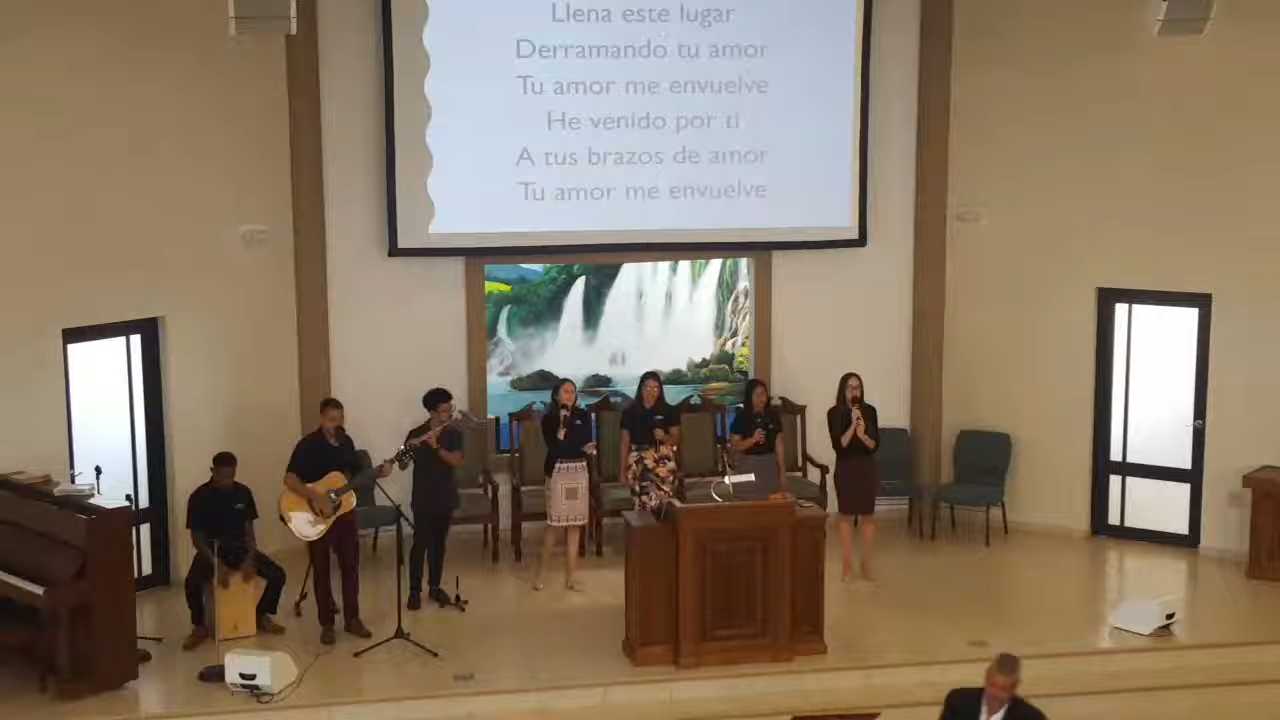 Llena este lugar
Derramando tu amor
Tu amor me envuelve
He venido por ti
A tus brazos de amor
Tu amor me envuelve